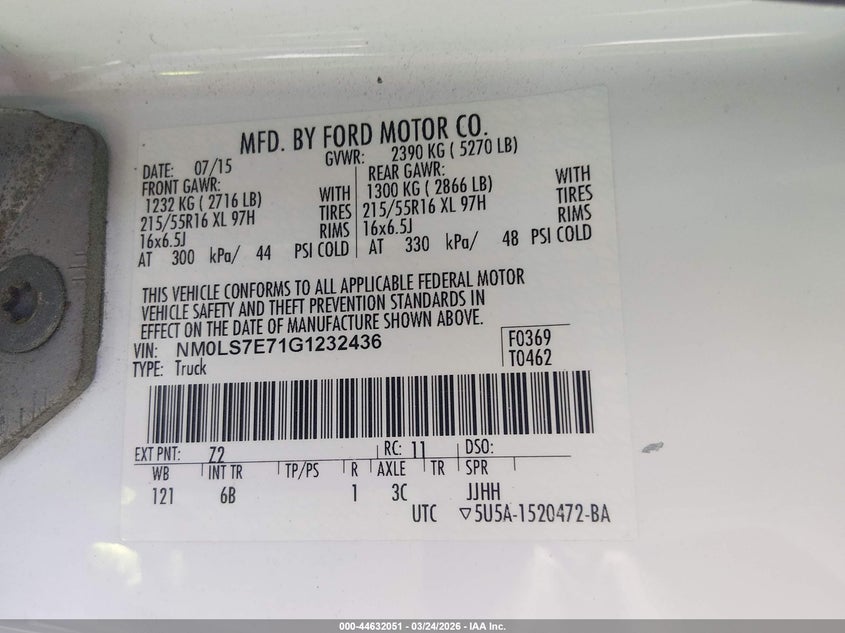 MFD. BY FORD MOTOR CO.
DATE: 07/15 GVWR: 2390 KG ( 5270 LB)
FRONT GAWR: REAR GAWR:
1232 KG ( 2716 LB) WITH 1300 KG ( 2866 LB) WITH
215/55R16 XL 97H TIRES 215/55R16 XL 97H TIRES
16x6.5J RIMS 16x6.5J RIMS
AT 300 kPa/ 44 PSI COLD AT 330 kPa/ 48 PSI COLD
THIS VEHICLE CONFORMS TO ALL APPLICABLE FEDERAL MOTOR
VEHICLE SAFETY AND THEFT PREVENTION STANDARDS IN
EFFECT ON THE DATE OF MANUFACTURE SHOWN ABOVE.
VIN: NM0LS7E71G1232436 F0369
TYPE: Truck T0462
EXT PNT: Z2 RC: 11 DSO:
WB INT TR TP/PS R AXLE TR SPR
121 6B 1 3C JJHH
UTC ▽5U5A-1520472-BA
000-44632051 - 03/24/2026 - IAA Inc.